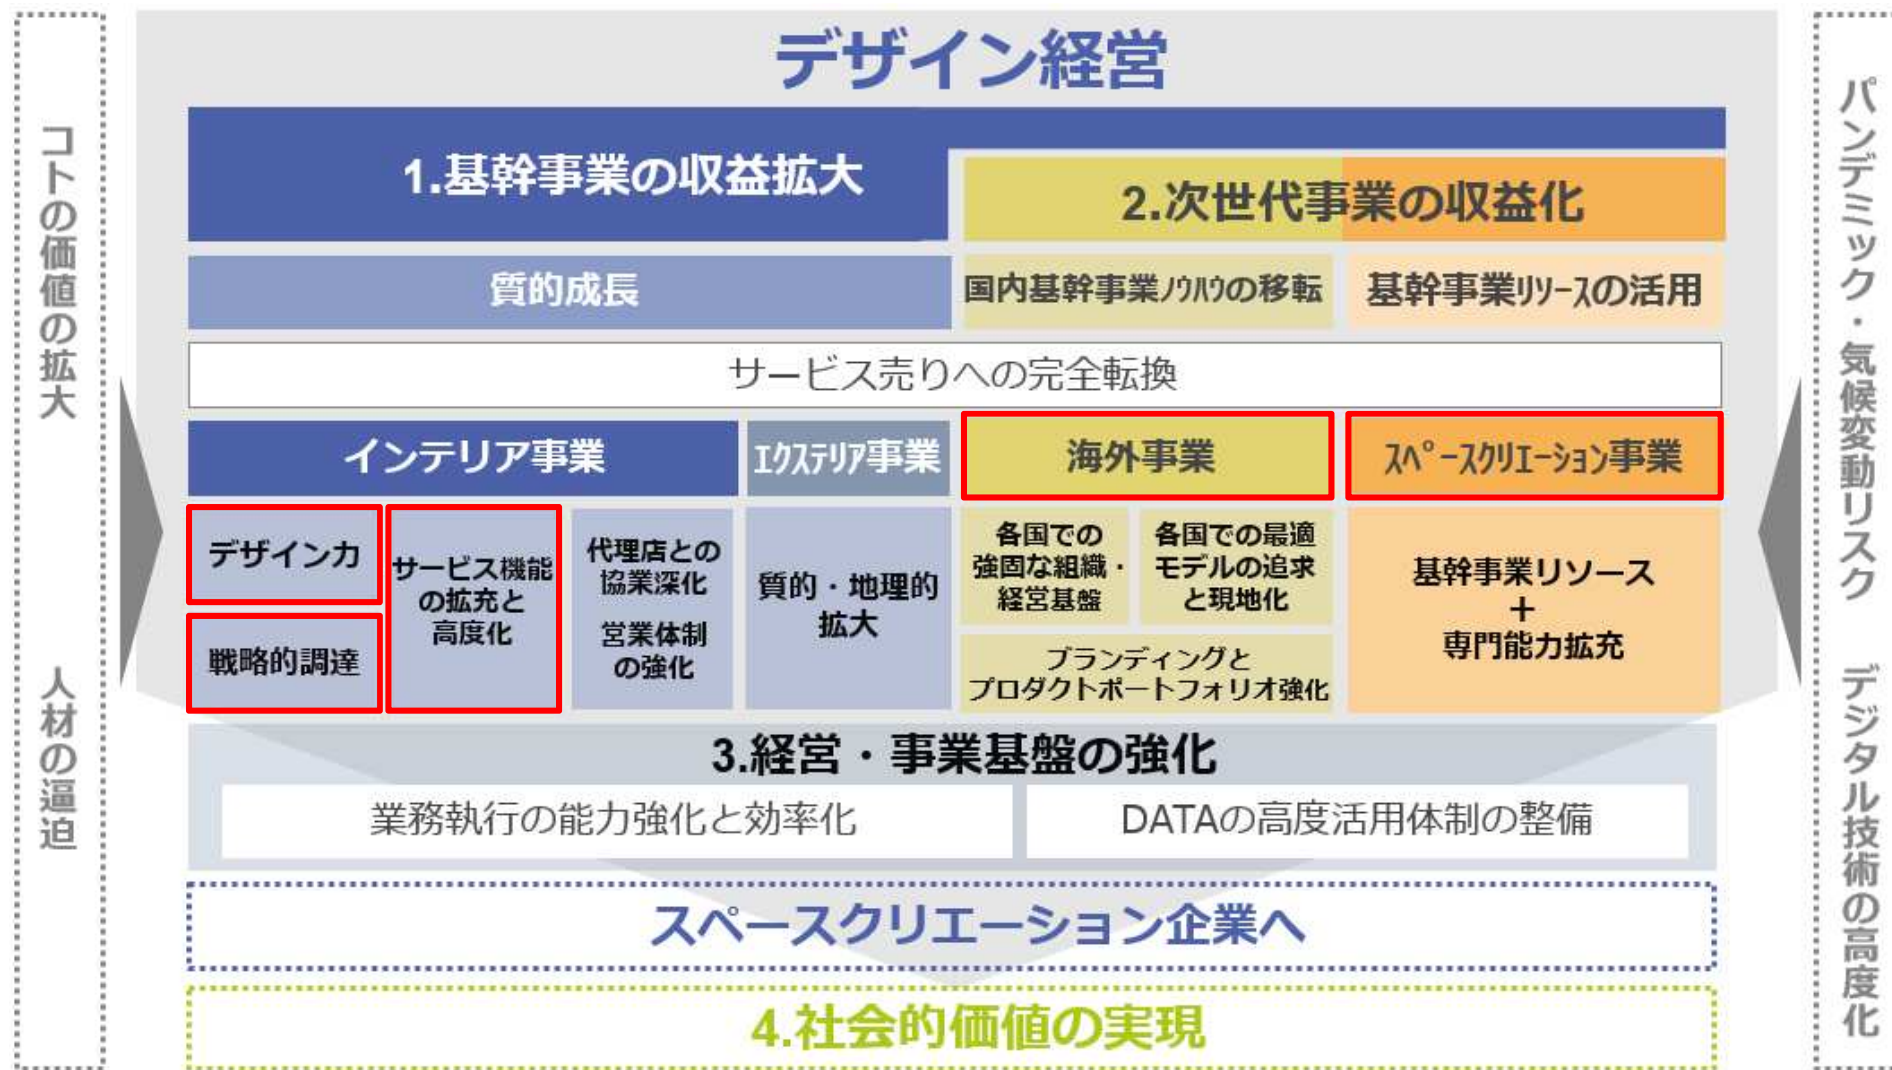 デザイン経営
コトの価値の拡大
人材の逼迫
1.基幹事業の収益拡大
2.次世代事業の収益化
質的成長
国内基幹事業ﾉｳﾊｳの移転
基幹事業ﾘｿｰｽの活用
サービス売りへの完全転換
インテリア事業
ｴｸｽﾃﾘｱ事業
海外事業
ｽﾍﾟｰｽｸﾘｴｰｼｮﾝ事業
デザイン力
戦略的調達
サービス機能
の拡充と
高度化
代理店との
協業深化
営業体制
の強化
質的・地理的
拡大
各国での
強固な組織・
経営基盤
各国での最適
モデルの追求
と現地化
ブランディングと
プロダクトポートフォリオ強化
基幹事業リソース
+
専門能力拡充
3.経営・事業基盤の強化
業務執行の能力強化と効率化
DATAの高度活用体制の整備
スペースクリエーション企業へ
4.社会的価値の実現
パンデミック・気候変動リスク
デジタル技術の高度化